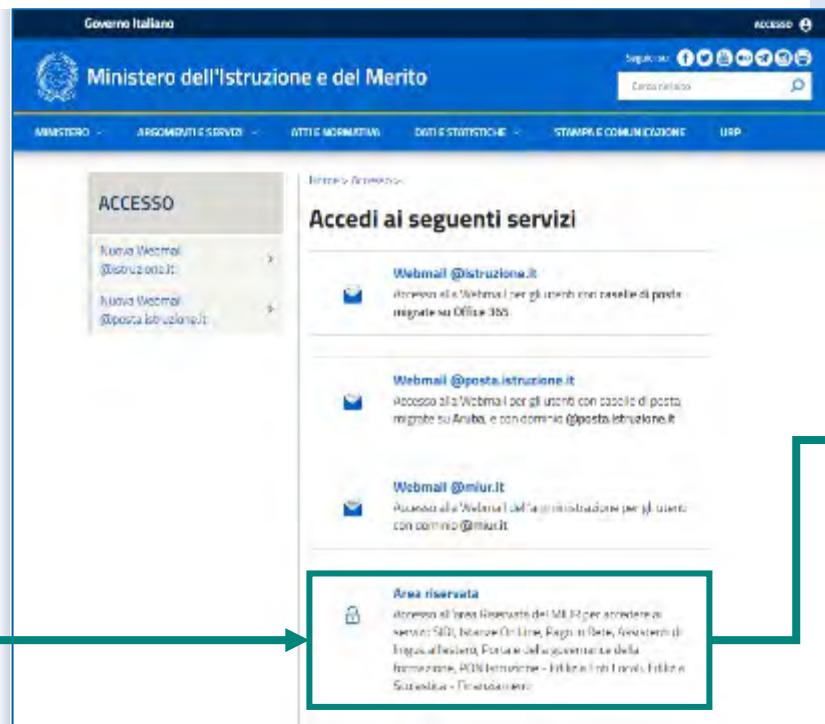 Governo Italiano
ACCESSO
Ministero dell'Istruzione e del Merito
Seguici su
Cerca nel sito
MINISTERO
ARGOMENTI E SERVIZI
ATTI E NORMATIVA
DATI E STATISTICHE
STAMPA E COMUNICAZIONE
URP
Home > Accesso >
ACCESSO
Nuova Webmail
@istruzione.it
Nuova Webmail
@posta.istruzione.it
Accedi ai seguenti servizi
Webmail @istruzione.it
Accesso alla Webmail per gli utenti con caselle di posta
migrate su Office 365
Webmail @posta.istruzione.it
Accesso alla Webmail per gli utenti con caselle di posta
migrate su Aruba, e con dominio @posta.istruzione.it
Webmail @miur.it
Accesso alla Webmail dell'amministrazione per gli utenti
con dominio @miur.it
Area riservata
Accesso all'area Riservata del MIUR per accedere ai
servizi: SIDI, Istanze OnLine, Pago In Rete, Assistenti di
lingua all'estero, Portale della governance della
formazione, PON Istruzione - Edilizia Enti Locali, Edilizia
Scolastica - Finanziamenti